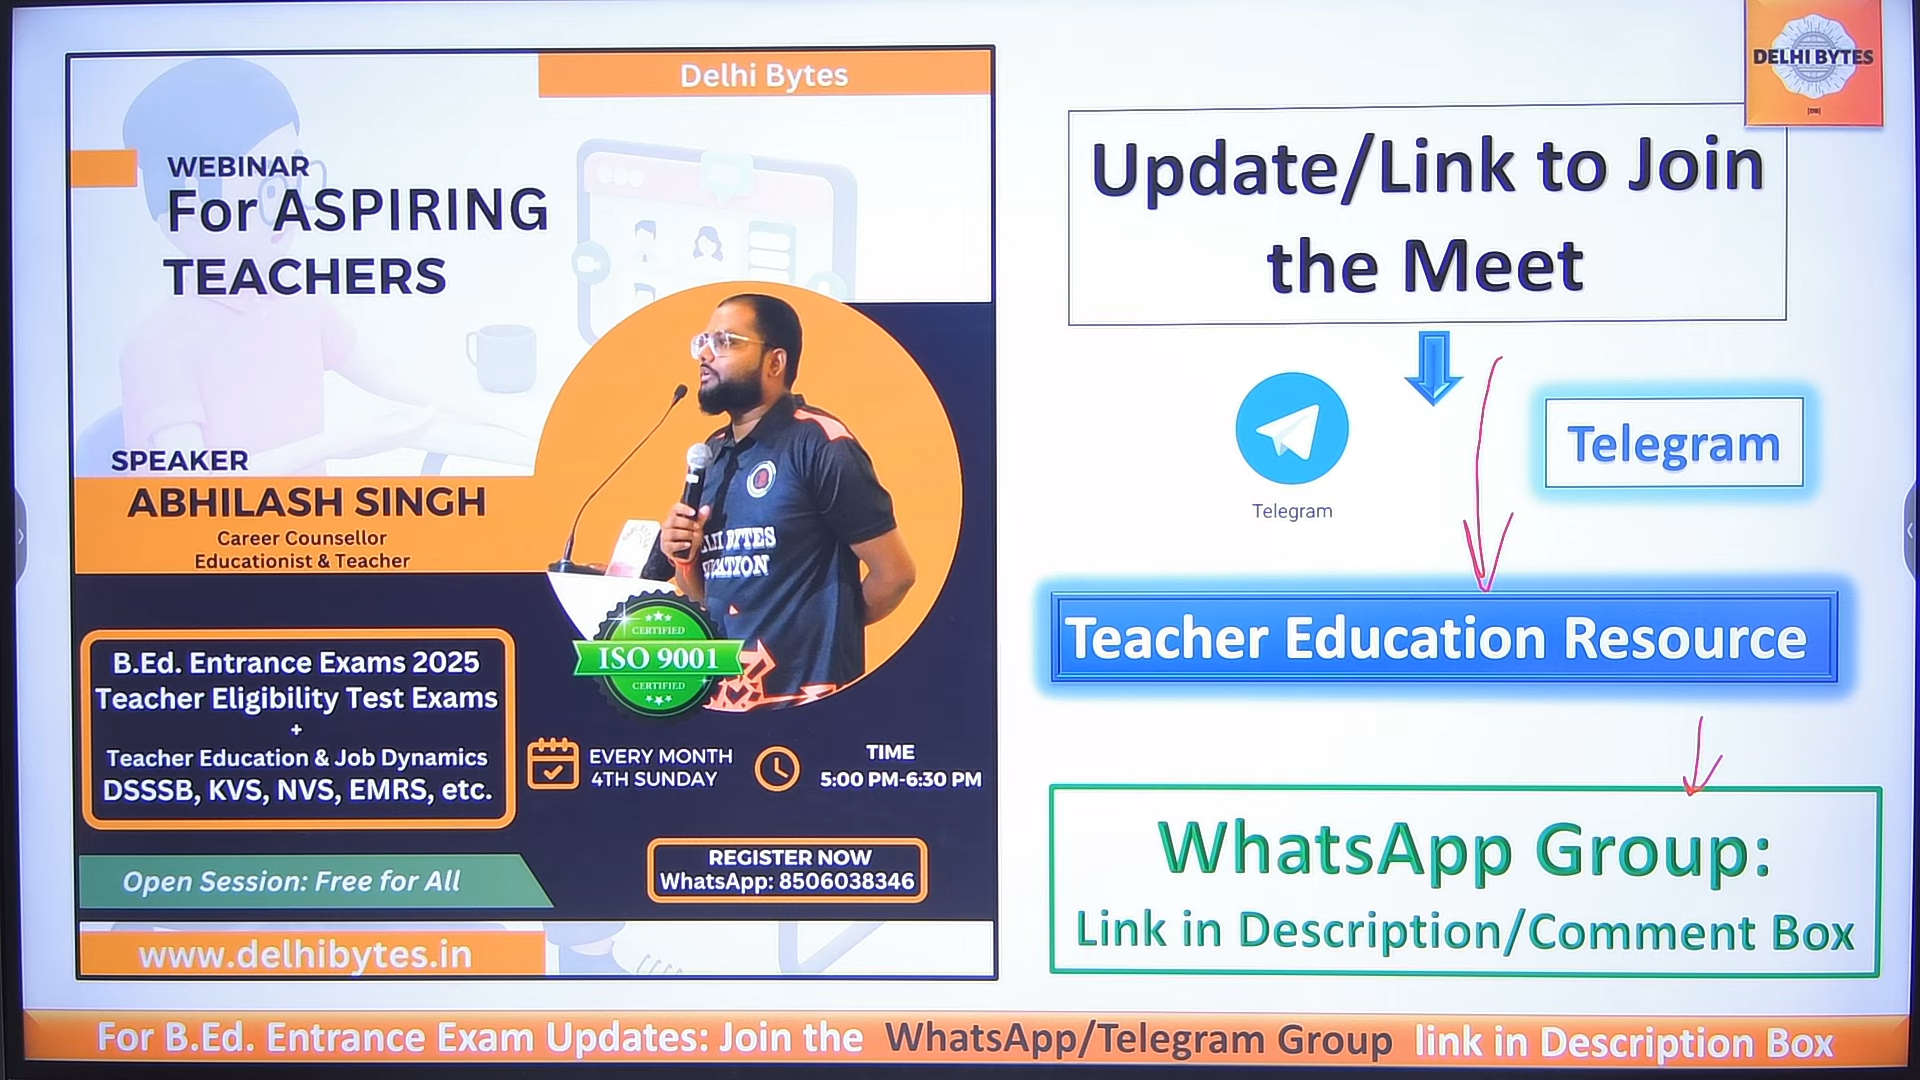 Delhi Bytes
WEBINAR
For ASPIRING
TEACHERS
SPEAKER
ABHILASH SINGH
Career Counsellor
Educationist & Teacher
CERTIFIED
ISO 9001
CERTIFIED
B.Ed. Entrance Exams 2025
Teacher Eligibility Test Exams
+
Teacher Education & Job Dynamics
DSSSB, KVS, NVS, EMRS, etc.
EVERY MONTH
4TH SUNDAY
TIME
5:00 PM-6:30 PM
Open Session: Free for All
REGISTER NOW
WhatsApp: 8506038346
www.delhibytes.in
DELHI BYTES
Update/Link to Join
the Meet
Telegram
Telegram
Teacher Education Resource
WhatsApp Group:
Link in Description/Comment Box
For B.Ed. Entrance Exam Updates: Join the WhatsApp/Telegram Group link in Description Box